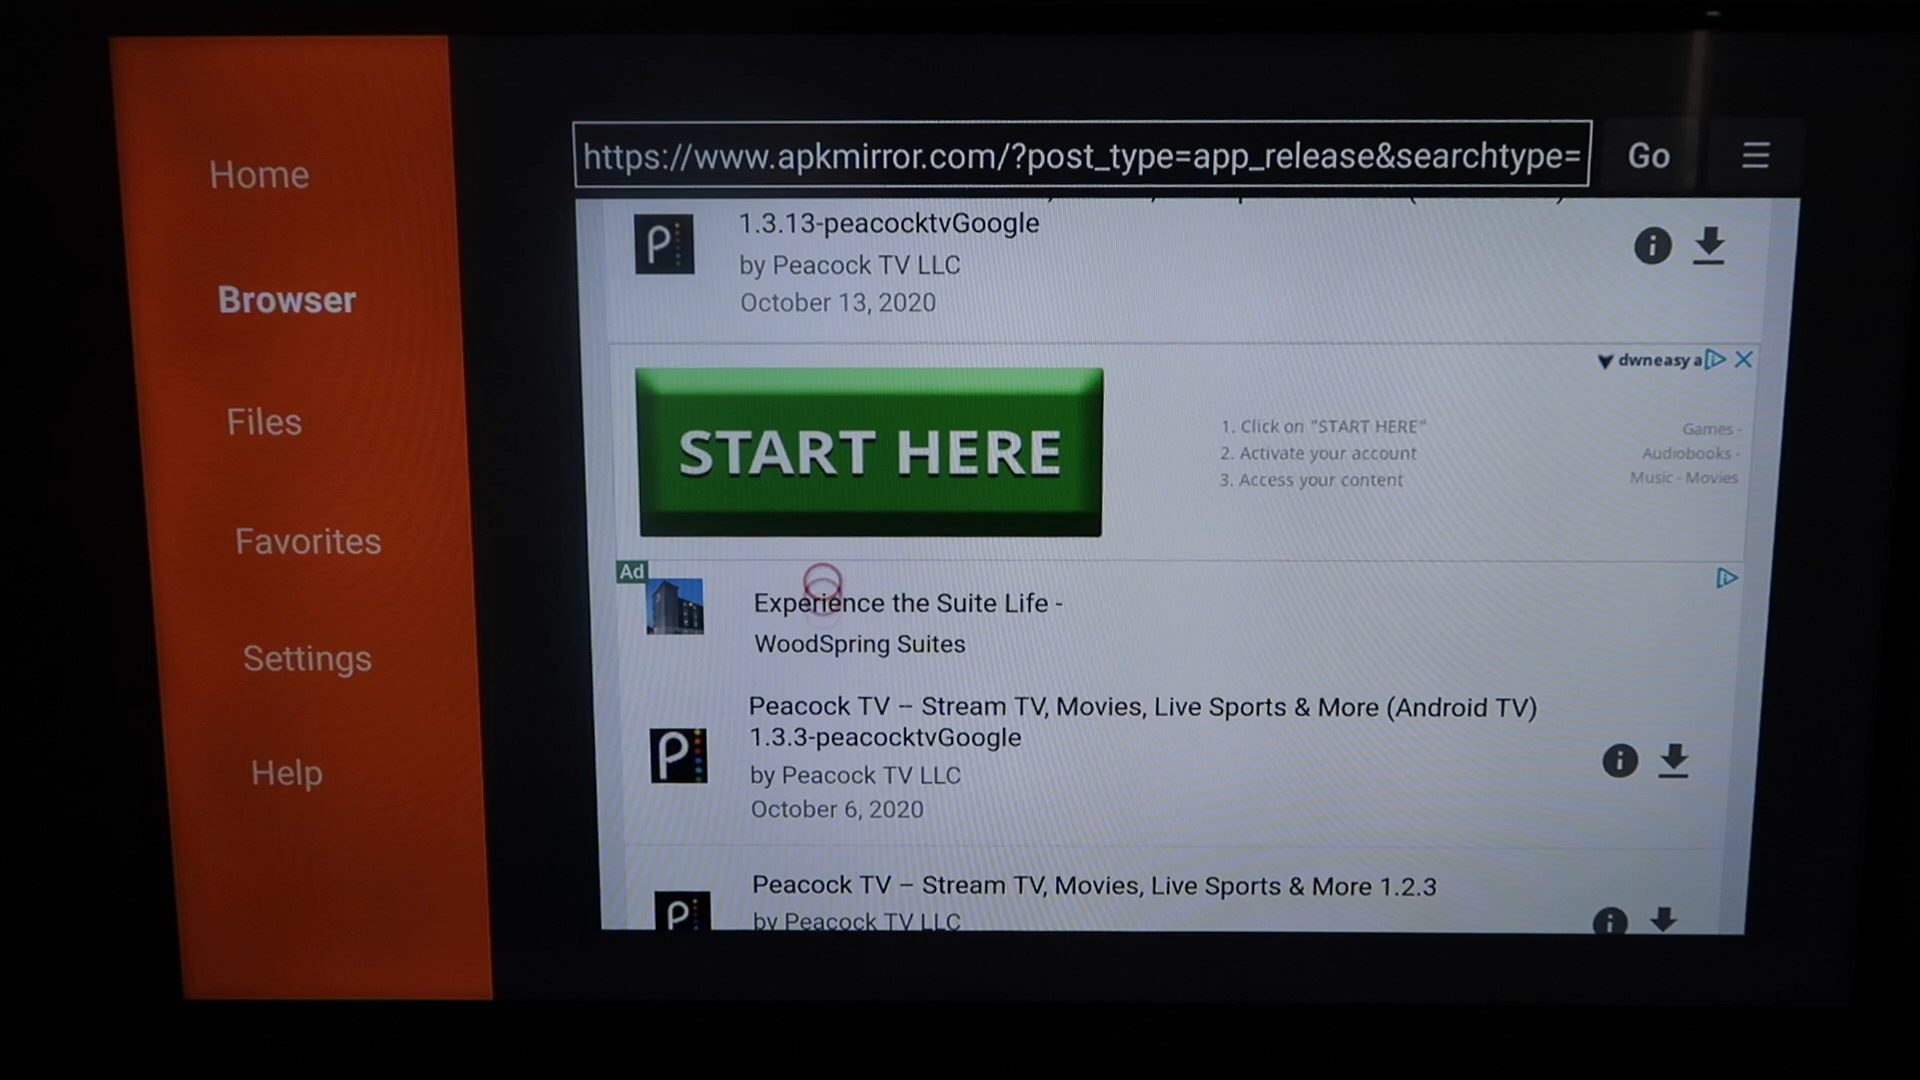 Home
Browser
Files
Favorites
Settings
Help
https://www.apkmirror.com/?post_type=app_release&searchtype=
Go
1.3.13-peacocktvGoogle
by Peacock TV LLC
October 13, 2020
dwneasy a
START HERE
1. Click on "START HERE"
2. Activate your account
3. Access your content
Games -
Audiobooks -
Music - Movies
Ad
Experience the Suite Life -
WoodSpring Suites
Peacock TV – Stream TV, Movies, Live Sports & More (Android TV)
1.3.3-peacocktvGoogle
by Peacock TV LLC
October 6, 2020
Peacock TV – Stream TV, Movies, Live Sports & More 1.2.3
by Peacock TV LLC